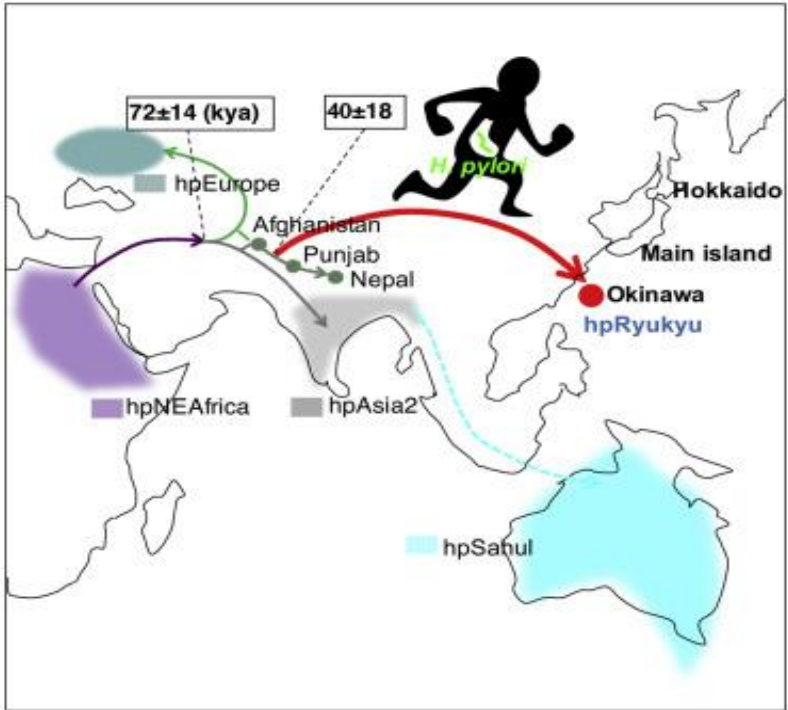 72±14 (kya)
40±18
H. pylori
hpEurope
Hokkaido
Afghanistan
Main island
Punjab
Nepal
Okinawa
hpRyukyu
hpNEAfrica
hpAsia2
hpSahul